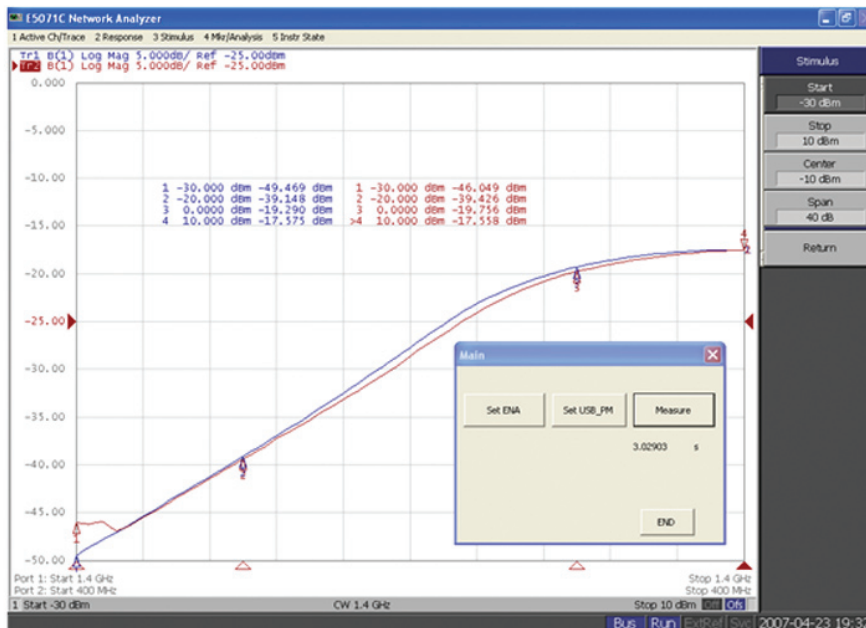 E5071C Network Analyzer
1 Active Ch/Trace 2 Response 3 Stimulus 4 Mkr/Analysis 5 Instr State
Tr1 B(1) Log Mag 5.000dB/ Ref -25.00dBm
Tr2 B(1) Log Mag 5.000dB/ Ref -25.00dBm
0.000
-5.000
-10.00
-15.00
-20.00
-25.00
-30.00
-35.00
-40.00
-45.00
-50.00
1 -30.000 dBm -49.469 dBm
2 -20.000 dBm -39.148 dBm
3 0.0000 dBm -19.290 dBm
4 10.000 dBm -17.575 dBm
1 -30.000 dBm -46.049 dBm
2 -20.000 dBm -39.426 dBm
3 0.0000 dBm -19.756 dBm
>4 10.000 dBm -17.558 dBm
4
2
3
1
Main
Set ENA
Set USB_PM
Measure
3.02903 s
END
Port 1: Start 1.4 GHz
Stop 1.4 GHz
Port 2: Start 400 MHz
Stop 400 MHz
1 Start -30 dBm
CW 1.4 GHz
Stop 10 dBm Off Ofs
Bus Run ExtRef Svc 2007-04-23 19:3
Stimulus
Start
-30 dBm
Stop
10 dBm
Center
-10 dBm
Span
40 dB
Return